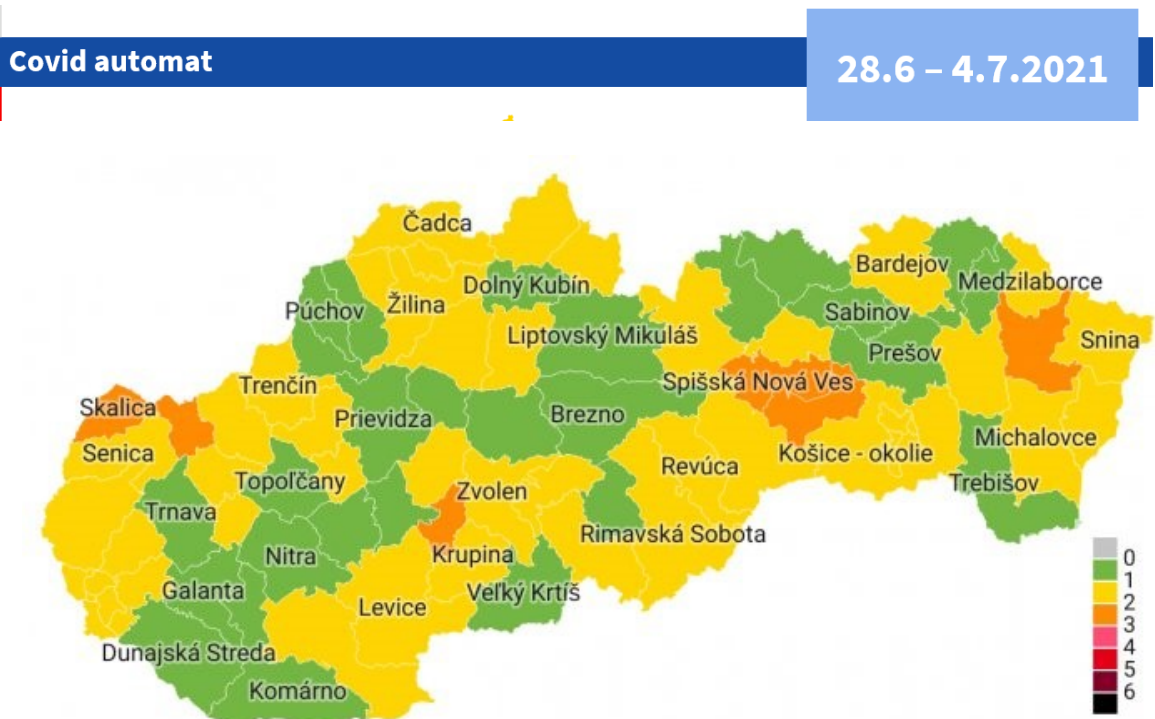 Covid automat
28.6 – 4.7.2021
Čadca
Bardejov
Medzilaborce
Dolný Kubín
Púchov
Žilina
Sabinov
Liptovský Mikuláš
Snina
Prešov
Trenčín
Spišská Nová Ves
Skalica
Prievidza
Brezno
Michalovce
Senica
Košice - okolie
Revúca
Topoľčany
Trebišov
Zvolen
Trnava
Rimavská Sobota
Nitra
Krupina
Galanta
Veľký Krtíš
Levice
Dunajská Streda
Komárno
0
1
2
3
4
5
6